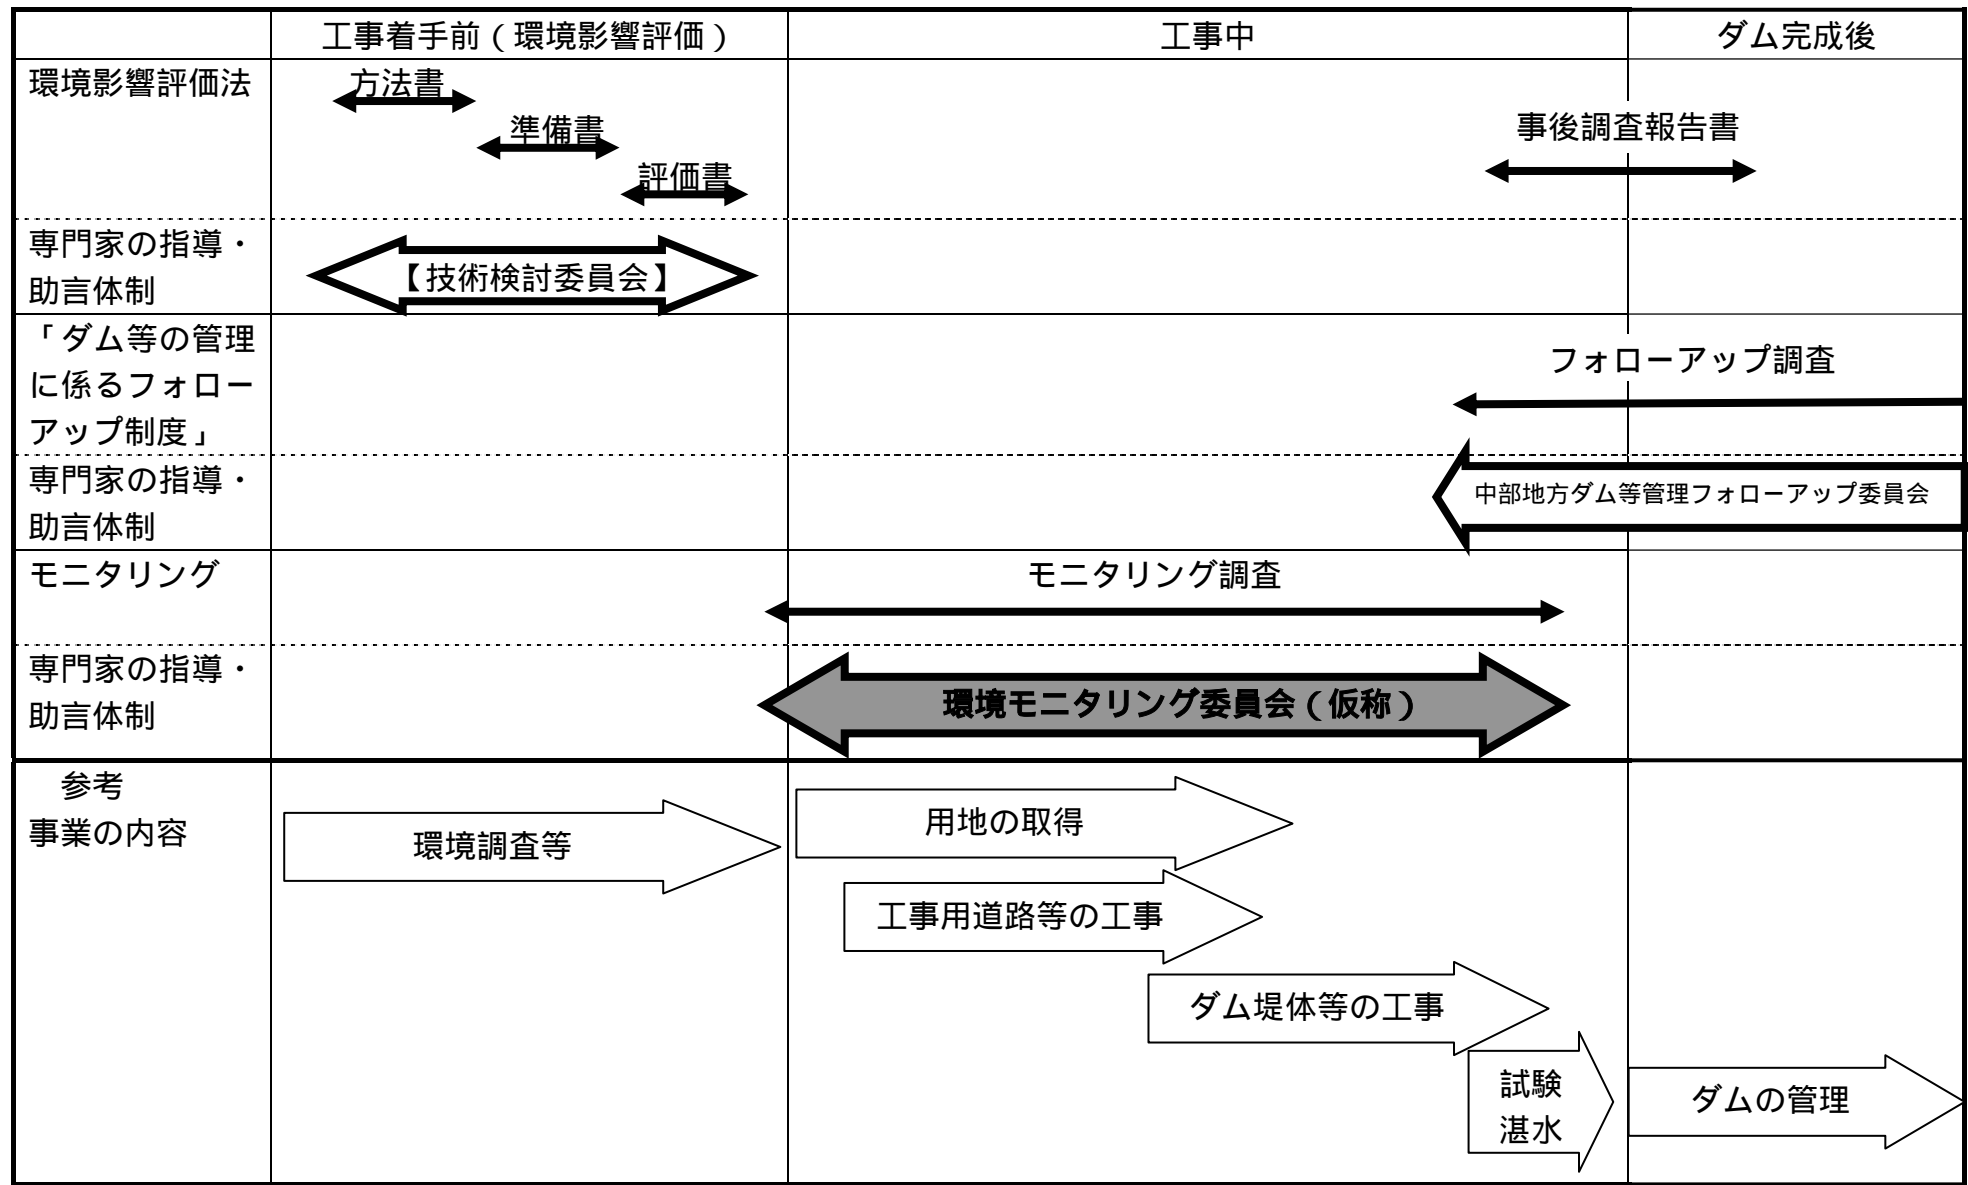 工事着手前（環境影響評価）
工事中
ダム完成後
環境影響評価法
方法書
準備書
評価書
事後調査報告書
専門家の指導・
助言体制
【技術検討委員会】
「ダム等の管理
に係るフォロー
アップ制度」
フォローアップ調査
専門家の指導・
助言体制
中部地方ダム等管理フォローアップ委員会
モニタリング
モニタリング調査
専門家の指導・
助言体制
環境モニタリング委員会（仮称）
参考
事業の内容
環境調査等
用地の取得
工事用道路等の工事
ダム堤体等の工事
試験
湛水
ダムの管理